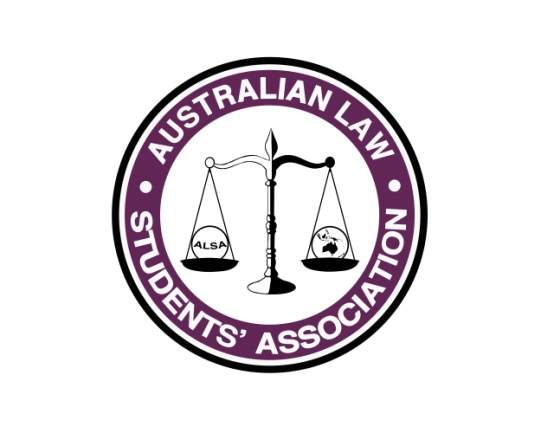 AUSTRALIAN LAW
STUDENTS' ASSOCIATION
ALSA